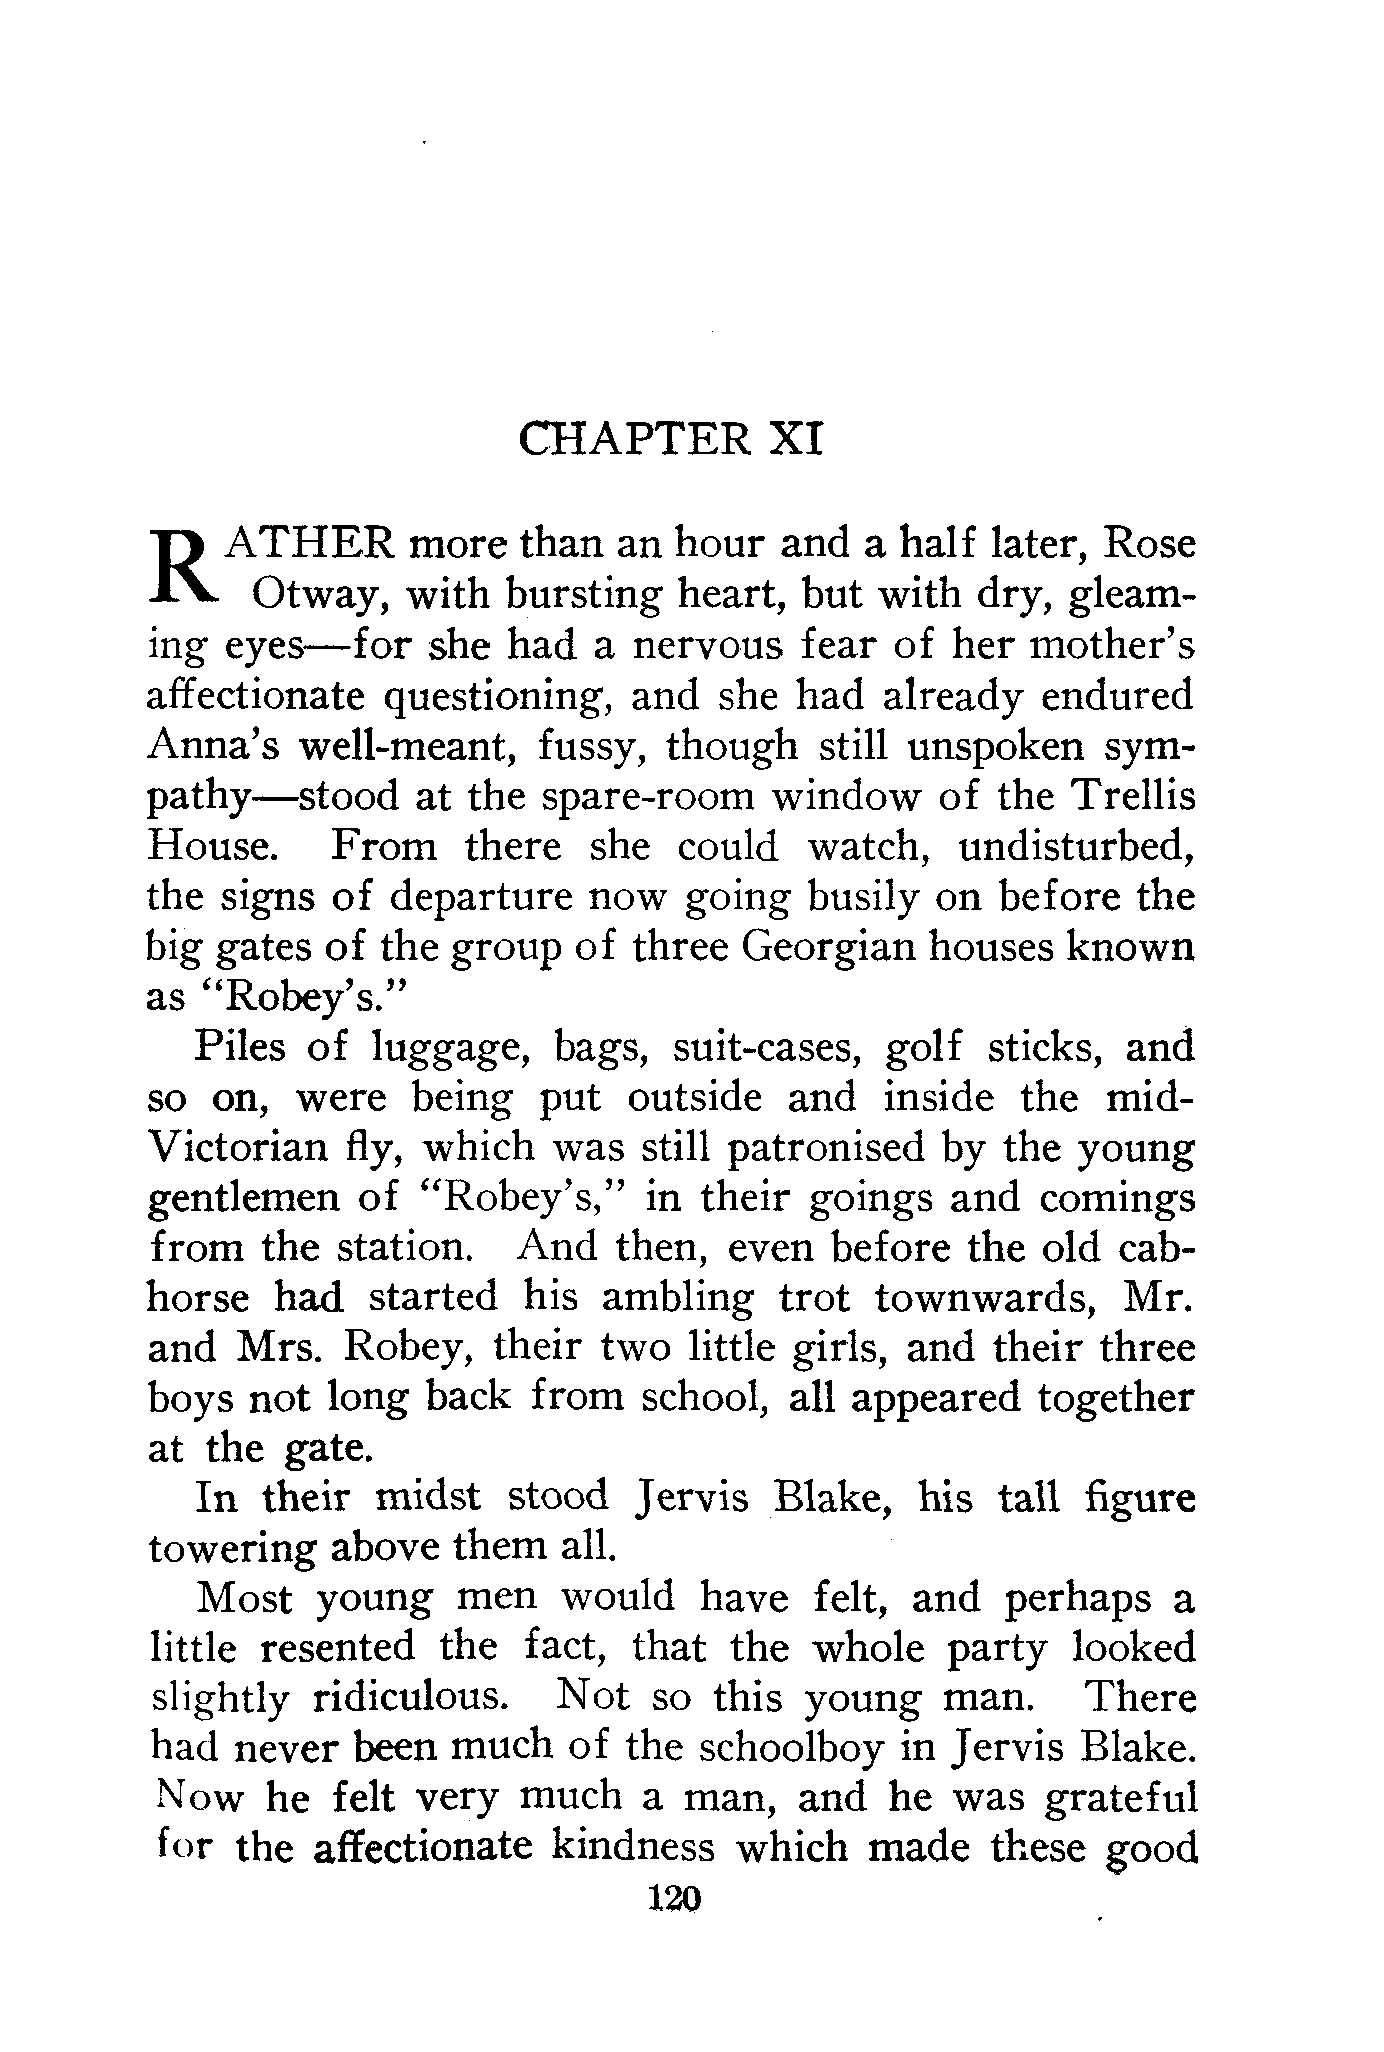 CHAPTER XI
RATHER more than an hour and a half later, Rose
Otway, with bursting heart, but with dry, gleam-
ing eyes—for she had a nervous fear of her mother's
affectionate questioning, and she had already endured
Anna's well-meant, fussy, though still unspoken sym-
pathy—stood at the spare-room window of the Trellis
House. From there she could watch, undisturbed,
the signs of departure now going busily on before the
big gates of the group of three Georgian houses known
as "Robey's."
Piles of luggage, bags, suit-cases, golf sticks, and
so on, were being put outside and inside the mid-
Victorian fly, which was still patronised by the young
gentlemen of "Robey's," in their goings and comings
from the station. And then, even before the old cab-
horse had started his ambling trot townwards, Mr.
and Mrs. Robey, their two little girls, and their three
boys not long back from school, all appeared together
at the gate.
In their midst stood Jervis Blake, his tall figure
towering above them all.
Most young men would have felt, and perhaps a
little resented the fact, that the whole party looked
slightly ridiculous. Not so this young man. There
had never been much of the schoolboy in Jervis Blake.
Now he felt very much a man, and he was grateful
for the affectionate kindness which made these good
120